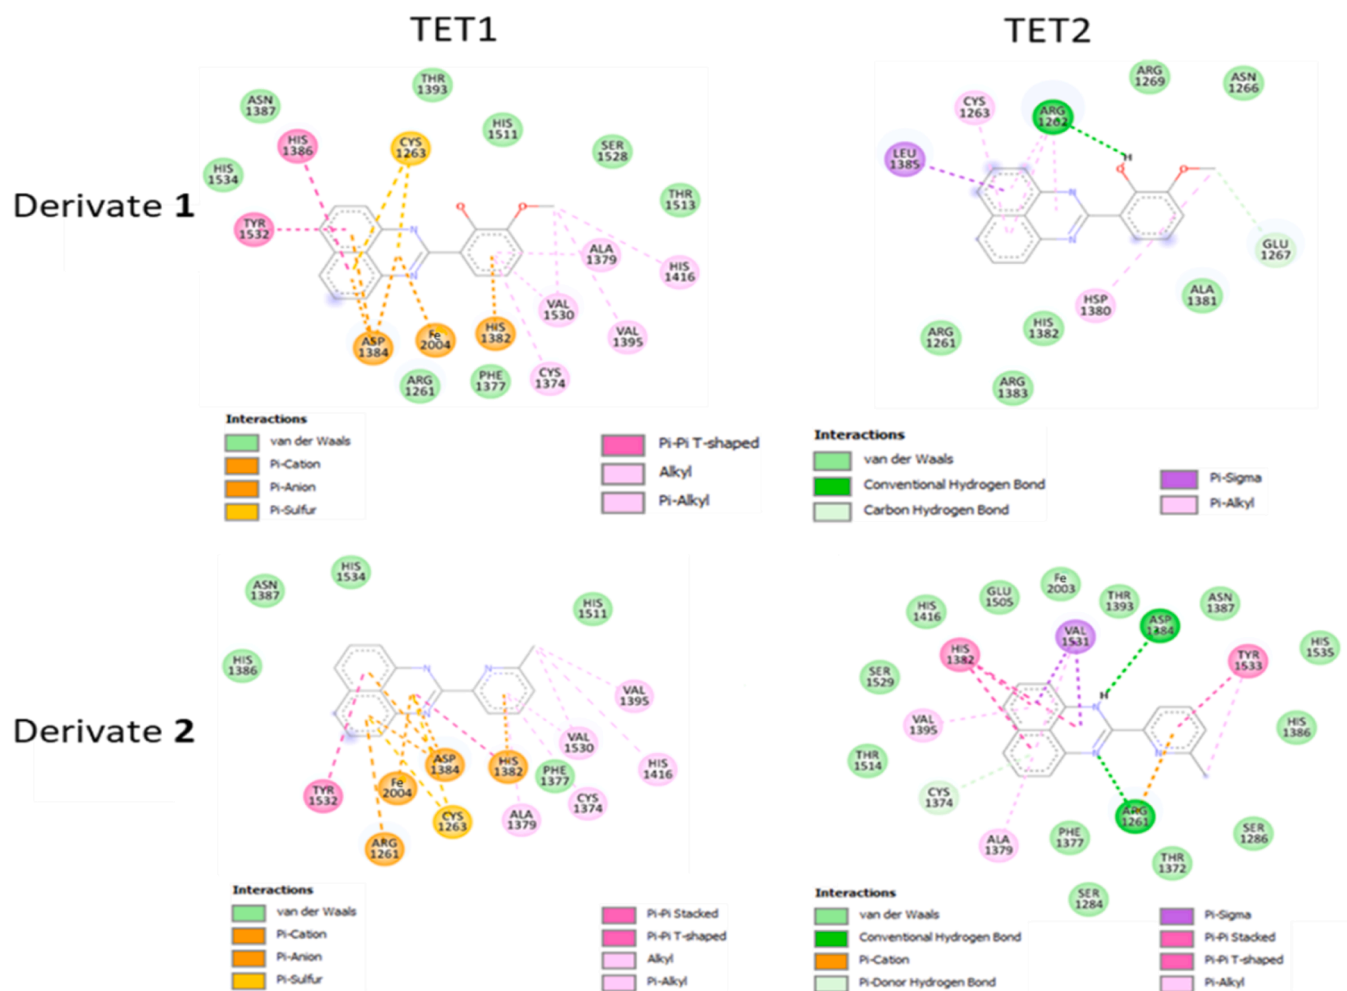 TET1
TET2
Derivate 1
THR
1393
ASN
1387
HIS
1386
CYS
1263
HIS
1511
SER
1528
HIS
1534
THR
1513
TYR
1532
O
O
N
N
ALA
1379
HIS
1416
VAL
1530
VAL
1395
ASP
1384
Fe
2004
HIS
1382
ARG
1261
PHE
1377
CYS
1374
Interactions
van der Waals
Pi-Cation
Pi-Anion
Pi-Sulfur
Pi-Pi T-shaped
Alkyl
Pi-Alkyl
ARG
1269
ASN
1266
CYS
1263
ARG
1262
LEU
1385
H
O
O
N
N
GLU
1267
HSP
1380
ALA
1381
ARG
1261
HIS
1382
ARG
1383
Interactions
van der Waals
Conventional Hydrogen Bond
Carbon Hydrogen Bond
Pi-Sigma
Pi-Alkyl
Derivate 2
HIS
1534
ASN
1387
HIS
1511
HIS
1386
N
N
N
VAL
1395
VAL
1530
HIS
1416
ASP
1384
HIS
1382
PHE
1377
TYR
1532
Fe
2004
CYS
1374
CYS
1263
ALA
1379
ARG
1261
Interactions
van der Waals
Pi-Cation
Pi-Anion
Pi-Sulfur
Pi-Pi Stacked
Pi-Pi T-shaped
Alkyl
Pi-Alkyl
Fe
2003
GLU
1505
THR
1393
ASN
1387
HIS
1416
ASP
1384
VAL
1531
HIS
1382
TYR
1533
HIS
1535
SER
1529
H
N
N
N
VAL
1395
HIS
1386
THR
1514
CYS
1374
ARG
1261
ALA
1379
PHE
1377
SER
1286
THR
1372
SER
1284
Interactions
van der Waals
Conventional Hydrogen Bond
Pi-Cation
Pi-Donor Hydrogen Bond
Pi-Sigma
Pi-Pi Stacked
Pi-Pi T-shaped
Pi-Alkyl